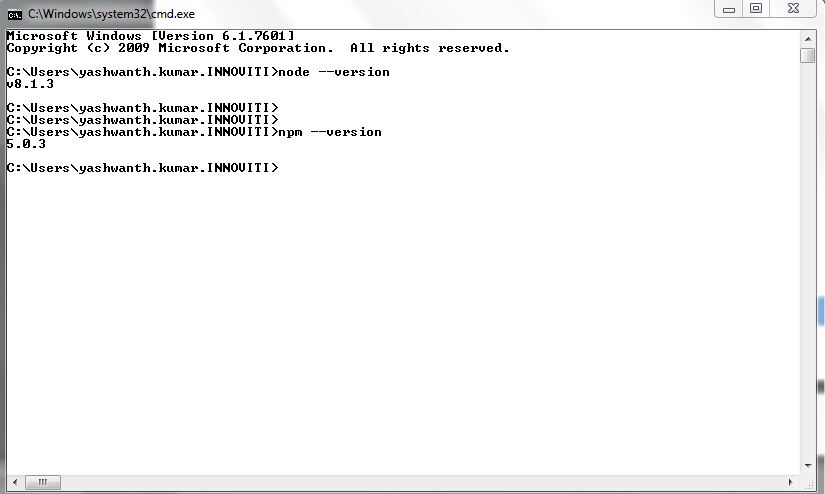 C:\Windows\system32\cmd.exe
Microsoft Windows [Version 6.1.7601]
Copyright (c) 2009 Microsoft Corporation.  All rights reserved.
C:\Users\yashwanth.kumar.INNOVITI>node --version
v8.1.3
C:\Users\yashwanth.kumar.INNOVITI>
C:\Users\yashwanth.kumar.INNOVITI>
C:\Users\yashwanth.kumar.INNOVITI>npm --version
5.0.3
C:\Users\yashwanth.kumar.INNOVITI>